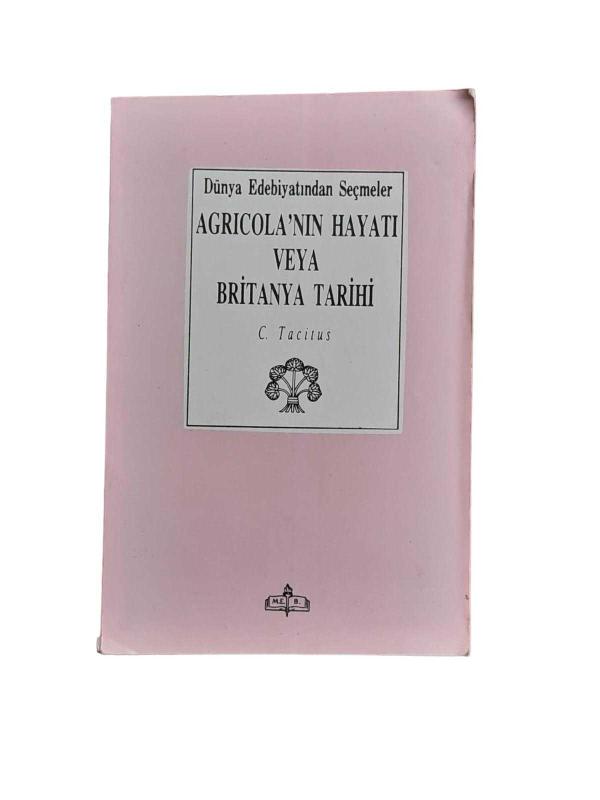 Dünya Edebiyatından Seçmeler
AGRICOLA'NIN HAYATI
VEYA
BRİTANYA TARİHİ
C. Tacitus
M.E. B.